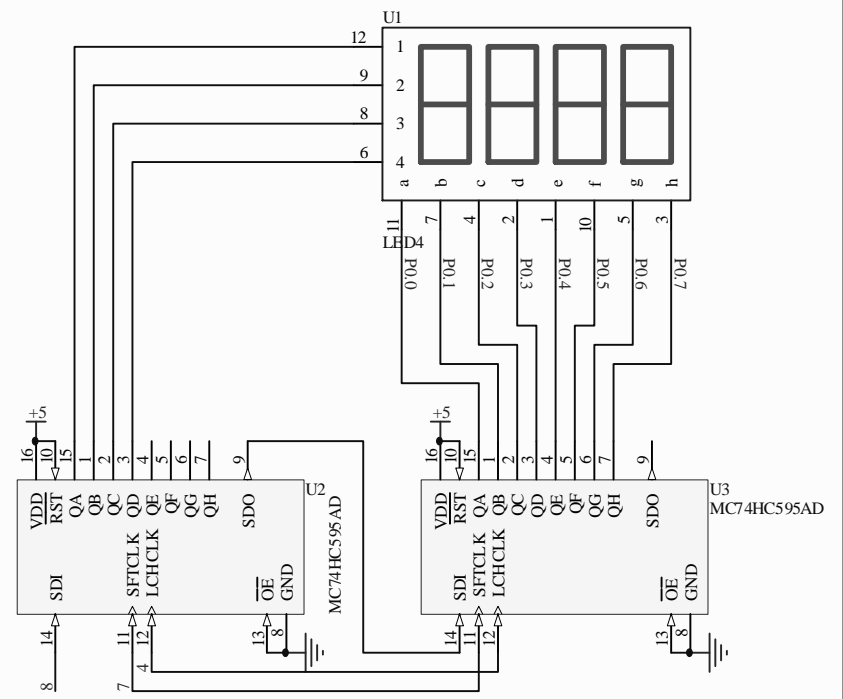 U1
12 1
9 2
8 3
6 4
a b c d e f g h
11 7 4 2 1 10 5 3
LED4
P0.0 P0.1 P0.2 P0.3 P0.4 P0.5 P0.6 P0.7
+5
16 10 15 1 2 3 4 5 6 7 9
VDD RST QA QB QC QD QE QF QG QH SDO
U2
MC74HC595AD
SDI SFTCLK LCHCLK OE GND
14 11 12 13 8
8 7 4
+5
16 10 15 1 2 3 4 5 6 7 9
VDD RST QA QB QC QD QE QF QG QH SDO
U3
MC74HC595AD
SDI SFTCLK LCHCLK OE GND
14 11 12 13 8